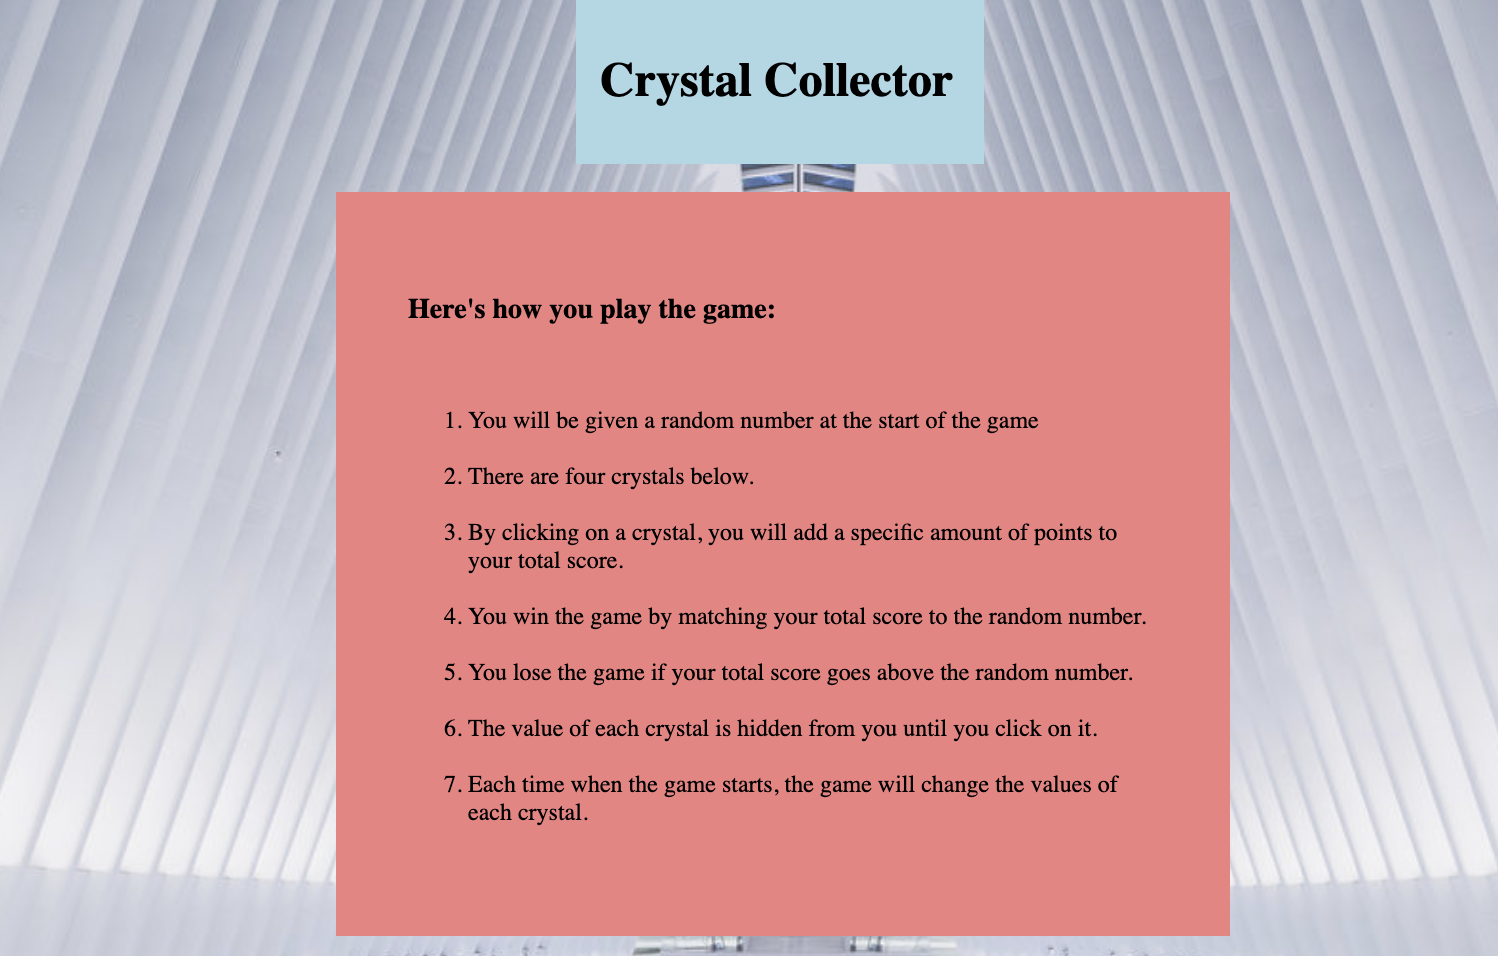 Crystal Collector
Here's how you play the game:
1. You will be given a random number at the start of the game
2. There are four crystals below.
3. By clicking on a crystal, you will add a specific amount of points to
your total score.
4. You win the game by matching your total score to the random number.
5. You lose the game if your total score goes above the random number.
6. The value of each crystal is hidden from you until you click on it.
7. Each time when the game starts, the game will change the values of
each crystal.